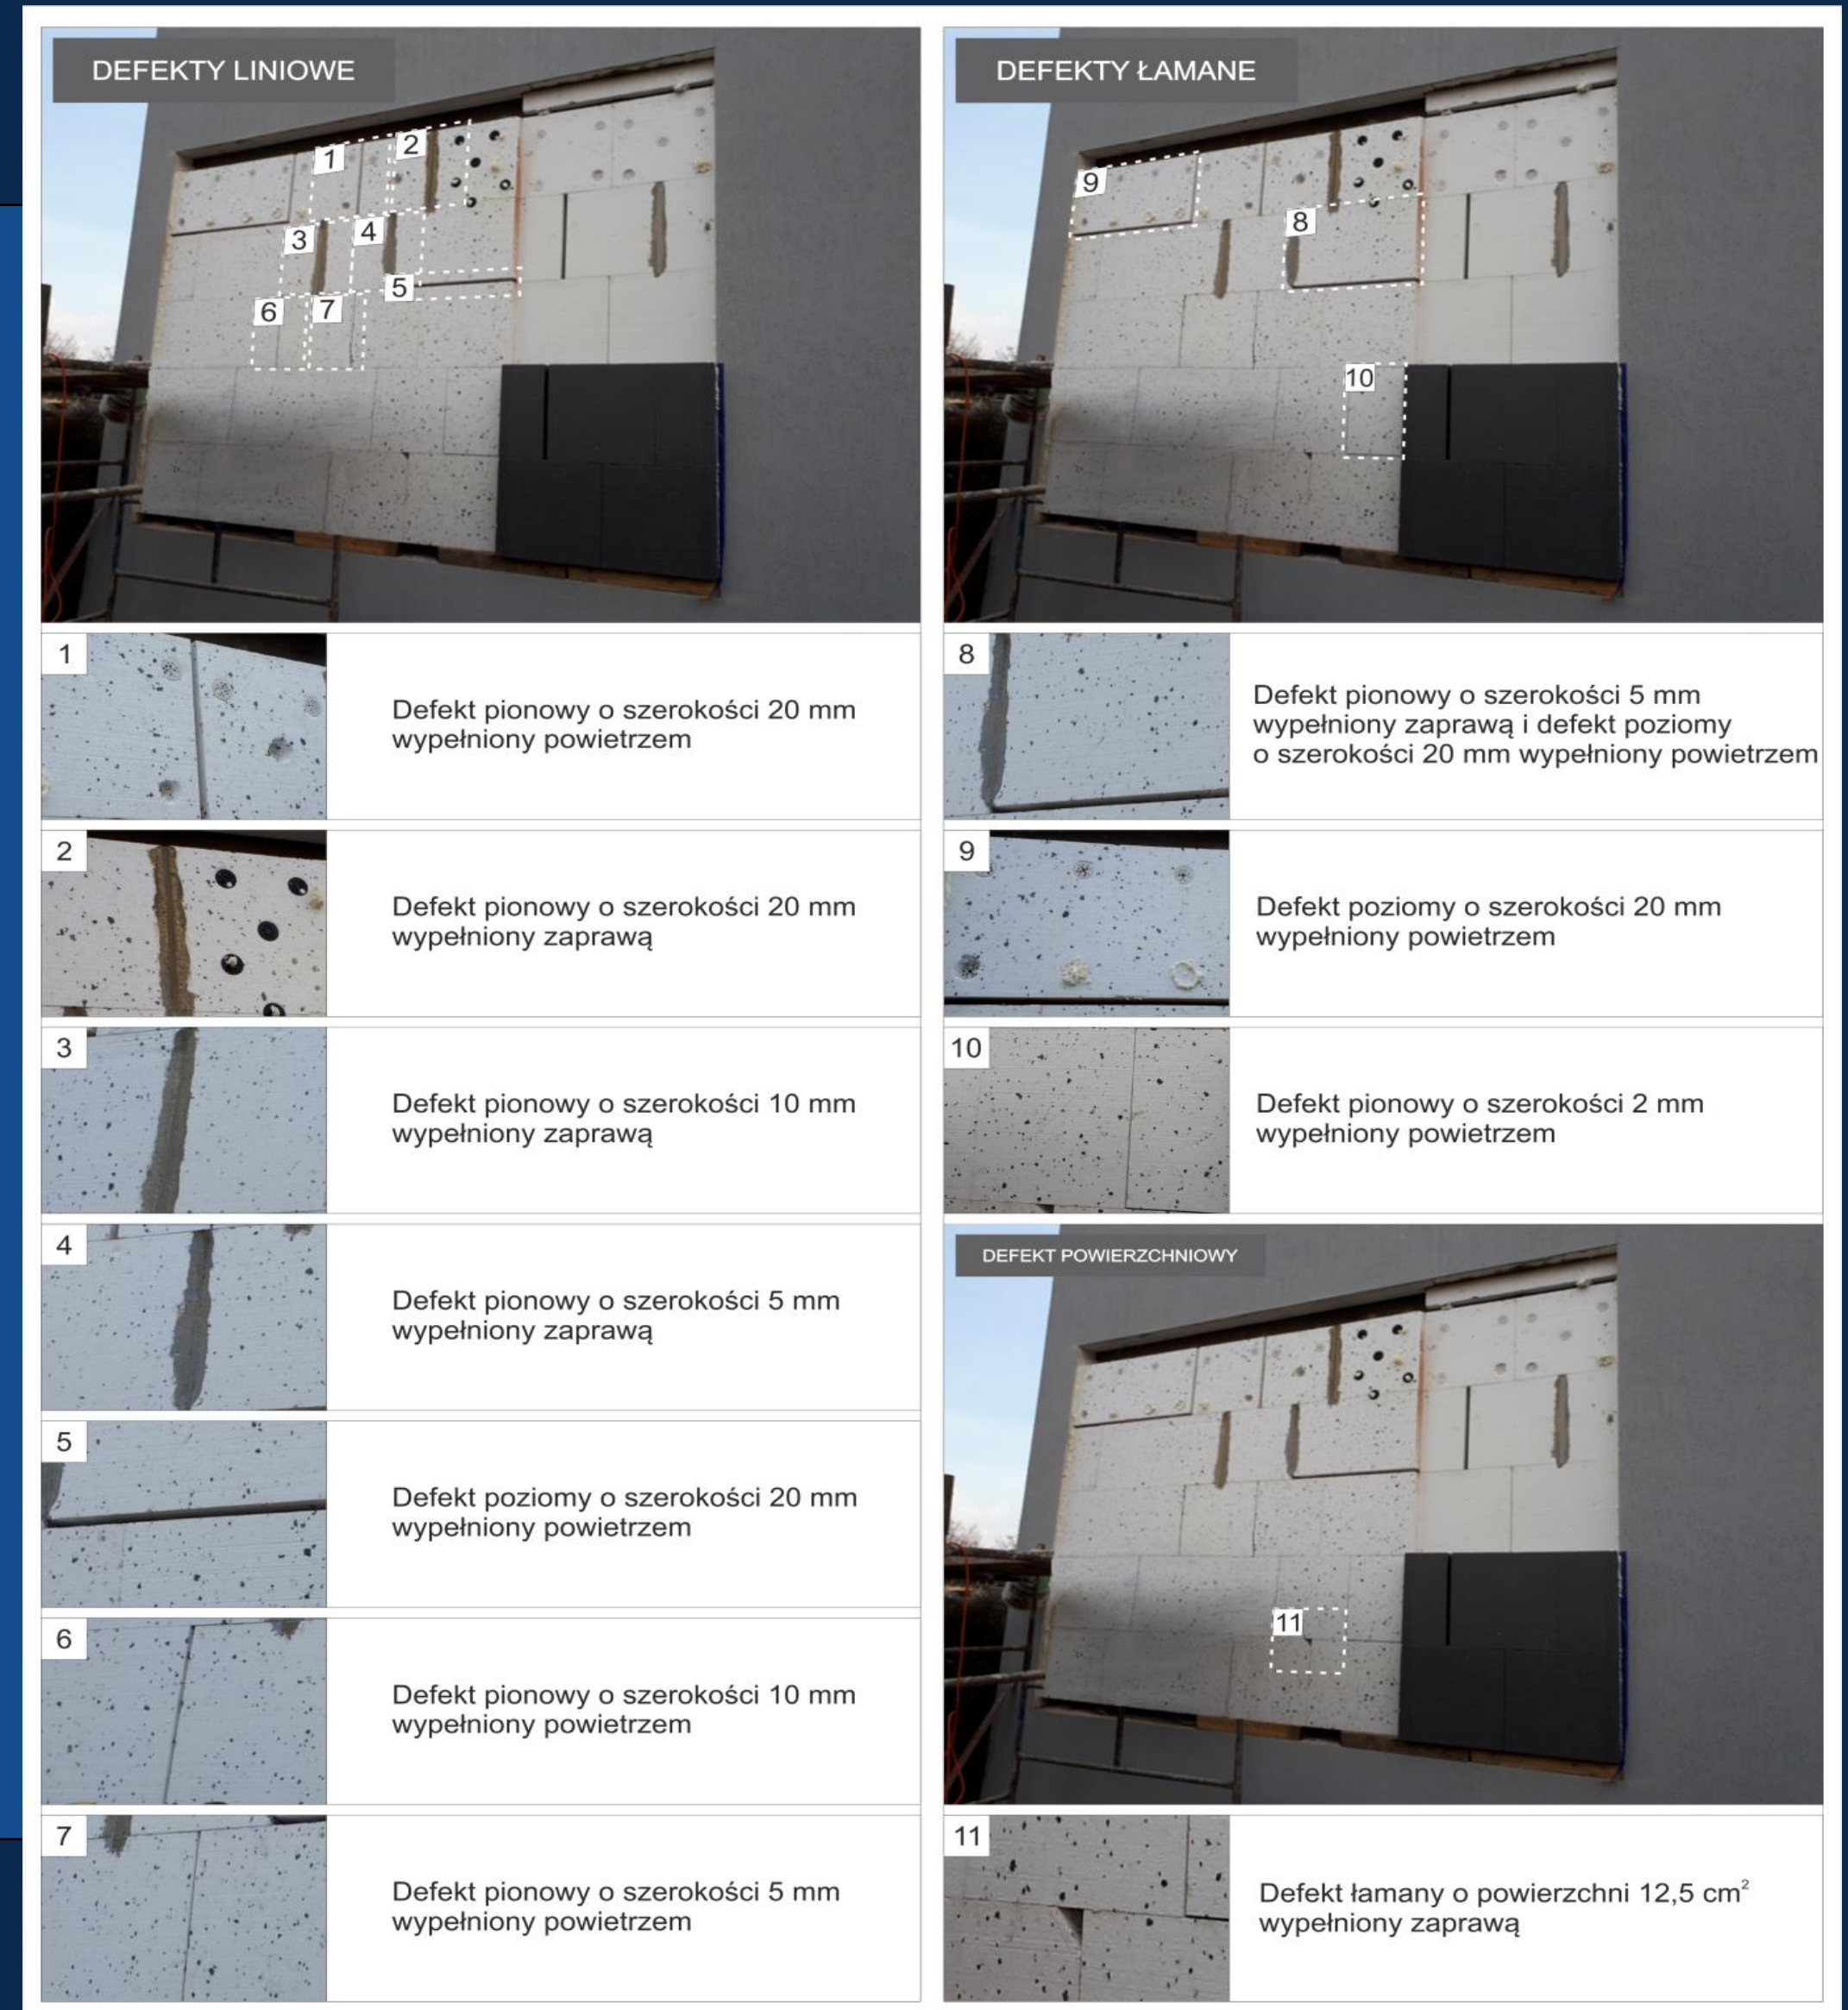 DEFEKTY LINIOWE
1
2
3
4
5
6
7
1
Defekt pionowy o szerokości 20 mm
wypełniony powietrzem
2
Defekt pionowy o szerokości 20 mm
wypełniony zaprawą
3
Defekt pionowy o szerokości 10 mm
wypełniony zaprawą
4
Defekt pionowy o szerokości 5 mm
wypełniony zaprawą
5
Defekt poziomy o szerokości 20 mm
wypełniony powietrzem
6
Defekt pionowy o szerokości 10 mm
wypełniony powietrzem
7
Defekt pionowy o szerokości 5 mm
wypełniony powietrzem
DEFEKTY ŁAMANE
9
8
10
8
Defekt pionowy o szerokości 5 mm
wypełniony zaprawą i defekt poziomy
o szerokości 20 mm wypełniony powietrzem
9
Defekt poziomy o szerokości 20 mm
wypełniony powietrzem
10
Defekt pionowy o szerokości 2 mm
wypełniony powietrzem
DEFEKT POWIERZCHNIOWY
11
11
Defekt łamany o powierzchni 12,5 cm²
wypełniony zaprawą